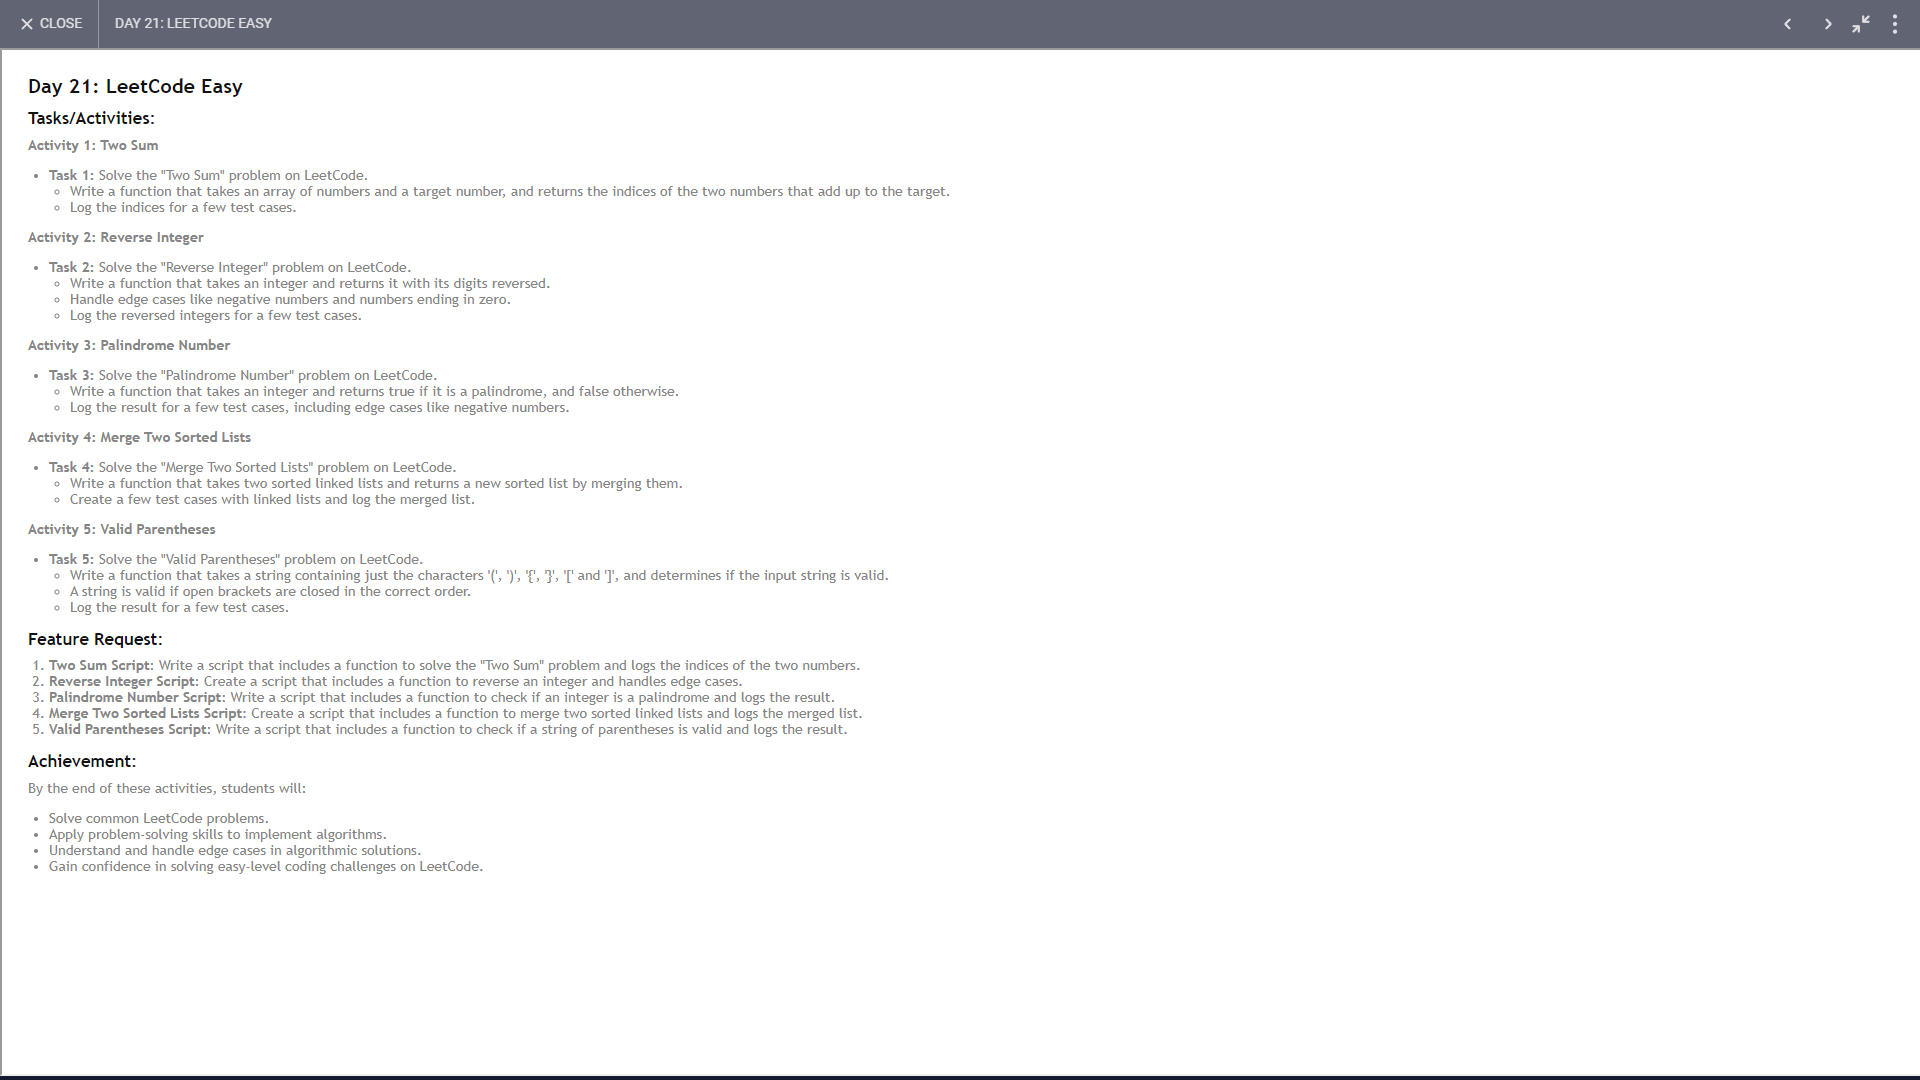 CLOSE DAY 21: LEETCODE EASY
Day 21: LeetCode Easy
Tasks/Activities:
Activity 1: Two Sum
• Task 1: Solve the "Two Sum" problem on LeetCode.
◦ Write a function that takes an array of numbers and a target number, and returns the indices of the two numbers that add up to the target.
◦ Log the indices for a few test cases.
Activity 2: Reverse Integer
• Task 2: Solve the "Reverse Integer" problem on LeetCode.
◦ Write a function that takes an integer and returns it with its digits reversed.
◦ Handle edge cases like negative numbers and numbers ending in zero.
◦ Log the reversed integers for a few test cases.
Activity 3: Palindrome Number
• Task 3: Solve the "Palindrome Number" problem on LeetCode.
◦ Write a function that takes an integer and returns true if it is a palindrome, and false otherwise.
◦ Log the result for a few test cases, including edge cases like negative numbers.
Activity 4: Merge Two Sorted Lists
• Task 4: Solve the "Merge Two Sorted Lists" problem on LeetCode.
◦ Write a function that takes two sorted linked lists and returns a new sorted list by merging them.
◦ Create a few test cases with linked lists and log the merged list.
Activity 5: Valid Parentheses
• Task 5: Solve the "Valid Parentheses" problem on LeetCode.
◦ Write a function that takes a string containing just the characters '(', ')', '{', '}', '[' and ']', and determines if the input string is valid.
◦ A string is valid if open brackets are closed in the correct order.
◦ Log the result for a few test cases.
Feature Request:
1. Two Sum Script: Write a script that includes a function to solve the "Two Sum" problem and logs the indices of the two numbers.
2. Reverse Integer Script: Create a script that includes a function to reverse an integer and handles edge cases.
3. Palindrome Number Script: Write a script that includes a function to check if an integer is a palindrome and logs the result.
4. Merge Two Sorted Lists Script: Create a script that includes a function to merge two sorted linked lists and logs the merged list.
5. Valid Parentheses Script: Write a script that includes a function to check if a string of parentheses is valid and logs the result.
Achievement:
By the end of these activities, students will:
• Solve common LeetCode problems.
• Apply problem-solving skills to implement algorithms.
• Understand and handle edge cases in algorithmic solutions.
• Gain confidence in solving easy-level coding challenges on LeetCode.